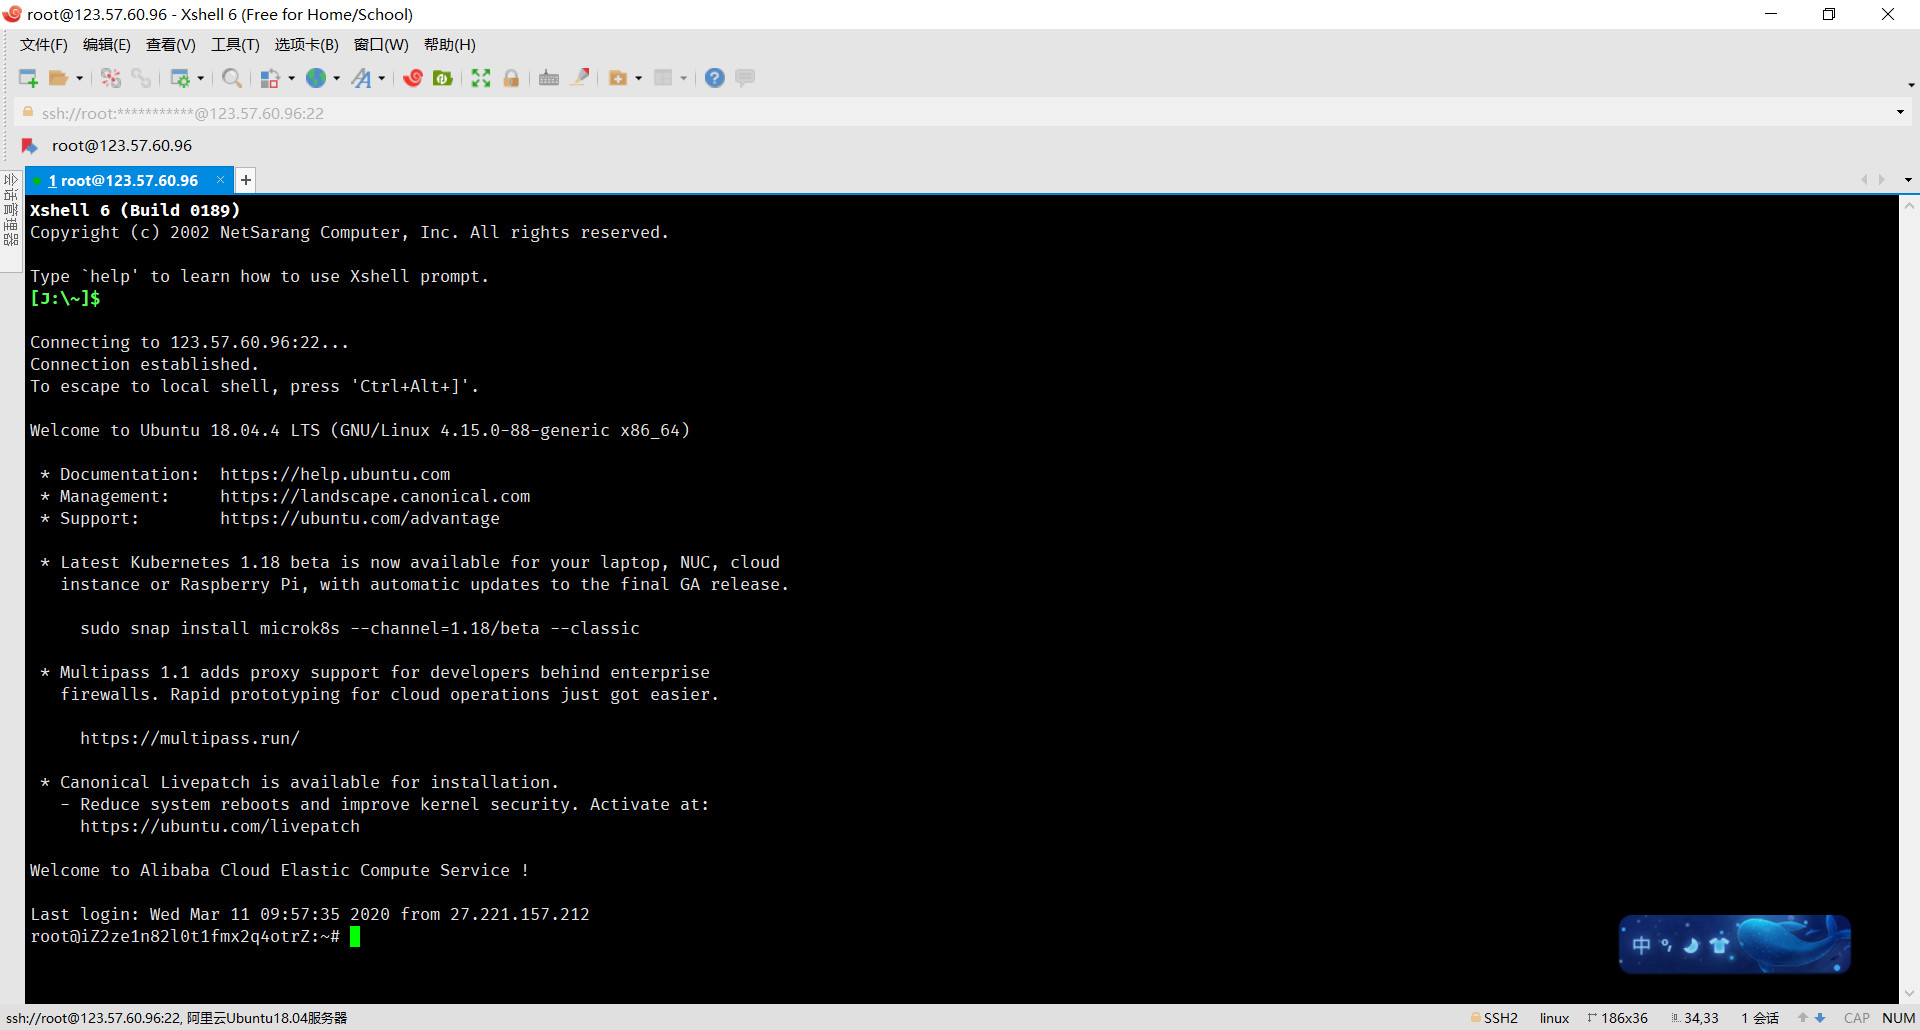 root@123.57.60.96 - Xshell 6 (Free for Home/School)
文件(F) 编辑(E) 查看(V) 工具(T) 选项卡(B) 窗口(W) 帮助(H)
ssh://root:***********@123.57.60.96:22
root@123.57.60.96
会话管理器
1 root@123.57.60.96 × +
Xshell 6 (Build 0189)
Copyright (c) 2002 NetSarang Computer, Inc. All rights reserved.
Type `help' to learn how to use Xshell prompt.
[J:\~]$
Connecting to 123.57.60.96:22...
Connection established.
To escape to local shell, press 'Ctrl+Alt+]'.
Welcome to Ubuntu 18.04.4 LTS (GNU/Linux 4.15.0-88-generic x86_64)
* Documentation:  https://help.ubuntu.com
* Management:     https://landscape.canonical.com
* Support:        https://ubuntu.com/advantage
* Latest Kubernetes 1.18 beta is now available for your laptop, NUC, cloud
instance or Raspberry Pi, with automatic updates to the final GA release.
sudo snap install microk8s --channel=1.18/beta --classic
* Multipass 1.1 adds proxy support for developers behind enterprise
firewalls. Rapid prototyping for cloud operations just got easier.
https://multipass.run/
* Canonical Livepatch is available for installation.
- Reduce system reboots and improve kernel security. Activate at:
https://ubuntu.com/livepatch
Welcome to Alibaba Cloud Elastic Compute Service !
Last login: Wed Mar 11 09:57:35 2020 from 27.221.157.212
root@iZ2ze1n82l0t1fmx2q4otrZ:~#
中
ssh://root@123.57.60.96:22, 阿里云Ubuntu18.04服务器 SSH2 linux 186x36 34,33 1 会话 CAP NUM